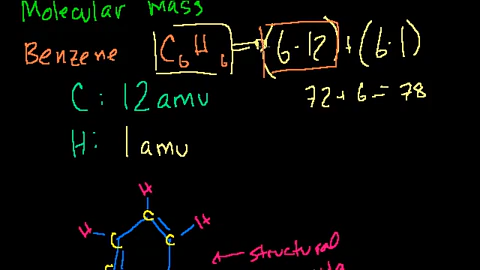 Molecular Mass
Benzene C6H6 = (6·12) + (6·1)
72 + 6 = 78
C: 12 amu
H: 1 amu
H
H C H
C C
C
structural